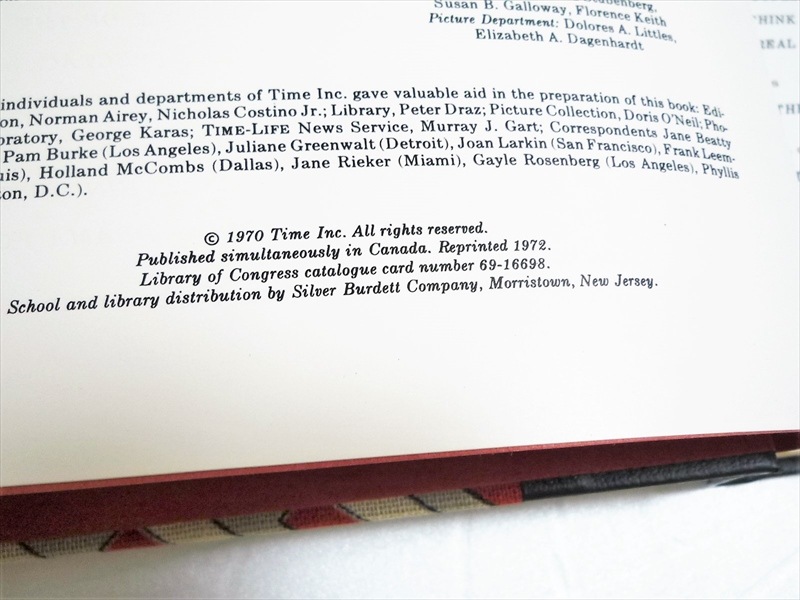 Susan B. Galloway, Florence Keith
Picture Department: Dolores A. Littles,
Elizabeth A. Dagenhardt
individuals and departments of Time Inc. gave valuable aid in the preparation of this book: Edi-
on, Norman Airey, Nicholas Costino Jr.; Library, Peter Draz; Picture Collection, Doris O'Neil; Pho-
oratory, George Karas; TIME-LIFE News Service, Murray J. Gart; Correspondents Jane Beatty
Pam Burke (Los Angeles), Juliane Greenwalt (Detroit), Joan Larkin (San Francisco), Frank Leem-
uis), Holland McCombs (Dallas), Jane Rieker (Miami), Gayle Rosenberg (Los Angeles), Phyllis
on, D.C.).
© 1970 Time Inc. All rights reserved.
Published simultaneously in Canada. Reprinted 1972.
Library of Congress catalogue card number 69-16698.
School and library distribution by Silver Burdett Company, Morristown, New Jersey.
THINK